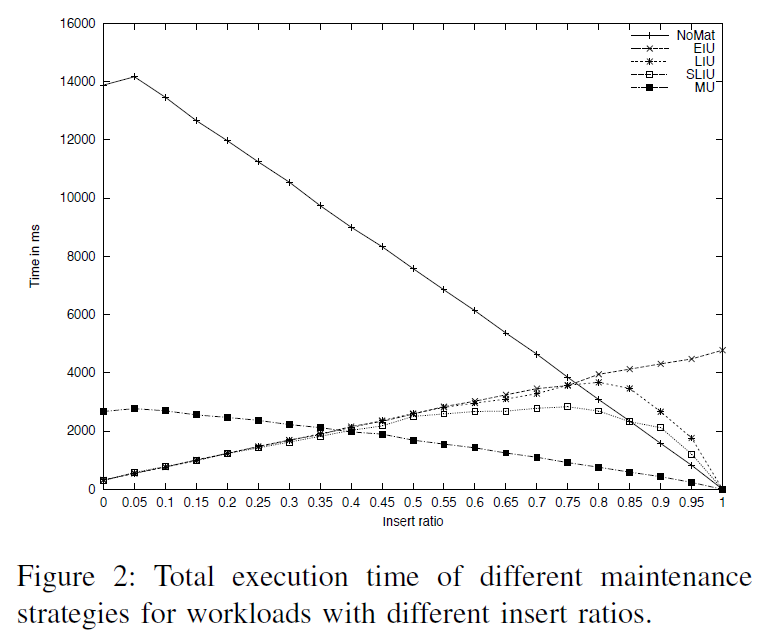 16000
14000
12000
10000
8000
6000
4000
2000
0
Time in ms
NoMat
EIU
LIU
SLIU
MU
0 0.05 0.1 0.15 0.2 0.25 0.3 0.35 0.4 0.45 0.5 0.55 0.6 0.65 0.7 0.75 0.8 0.85 0.9 0.95 1
Insert ratio
Figure 2: Total execution time of different maintenance
strategies for workloads with different insert ratios.